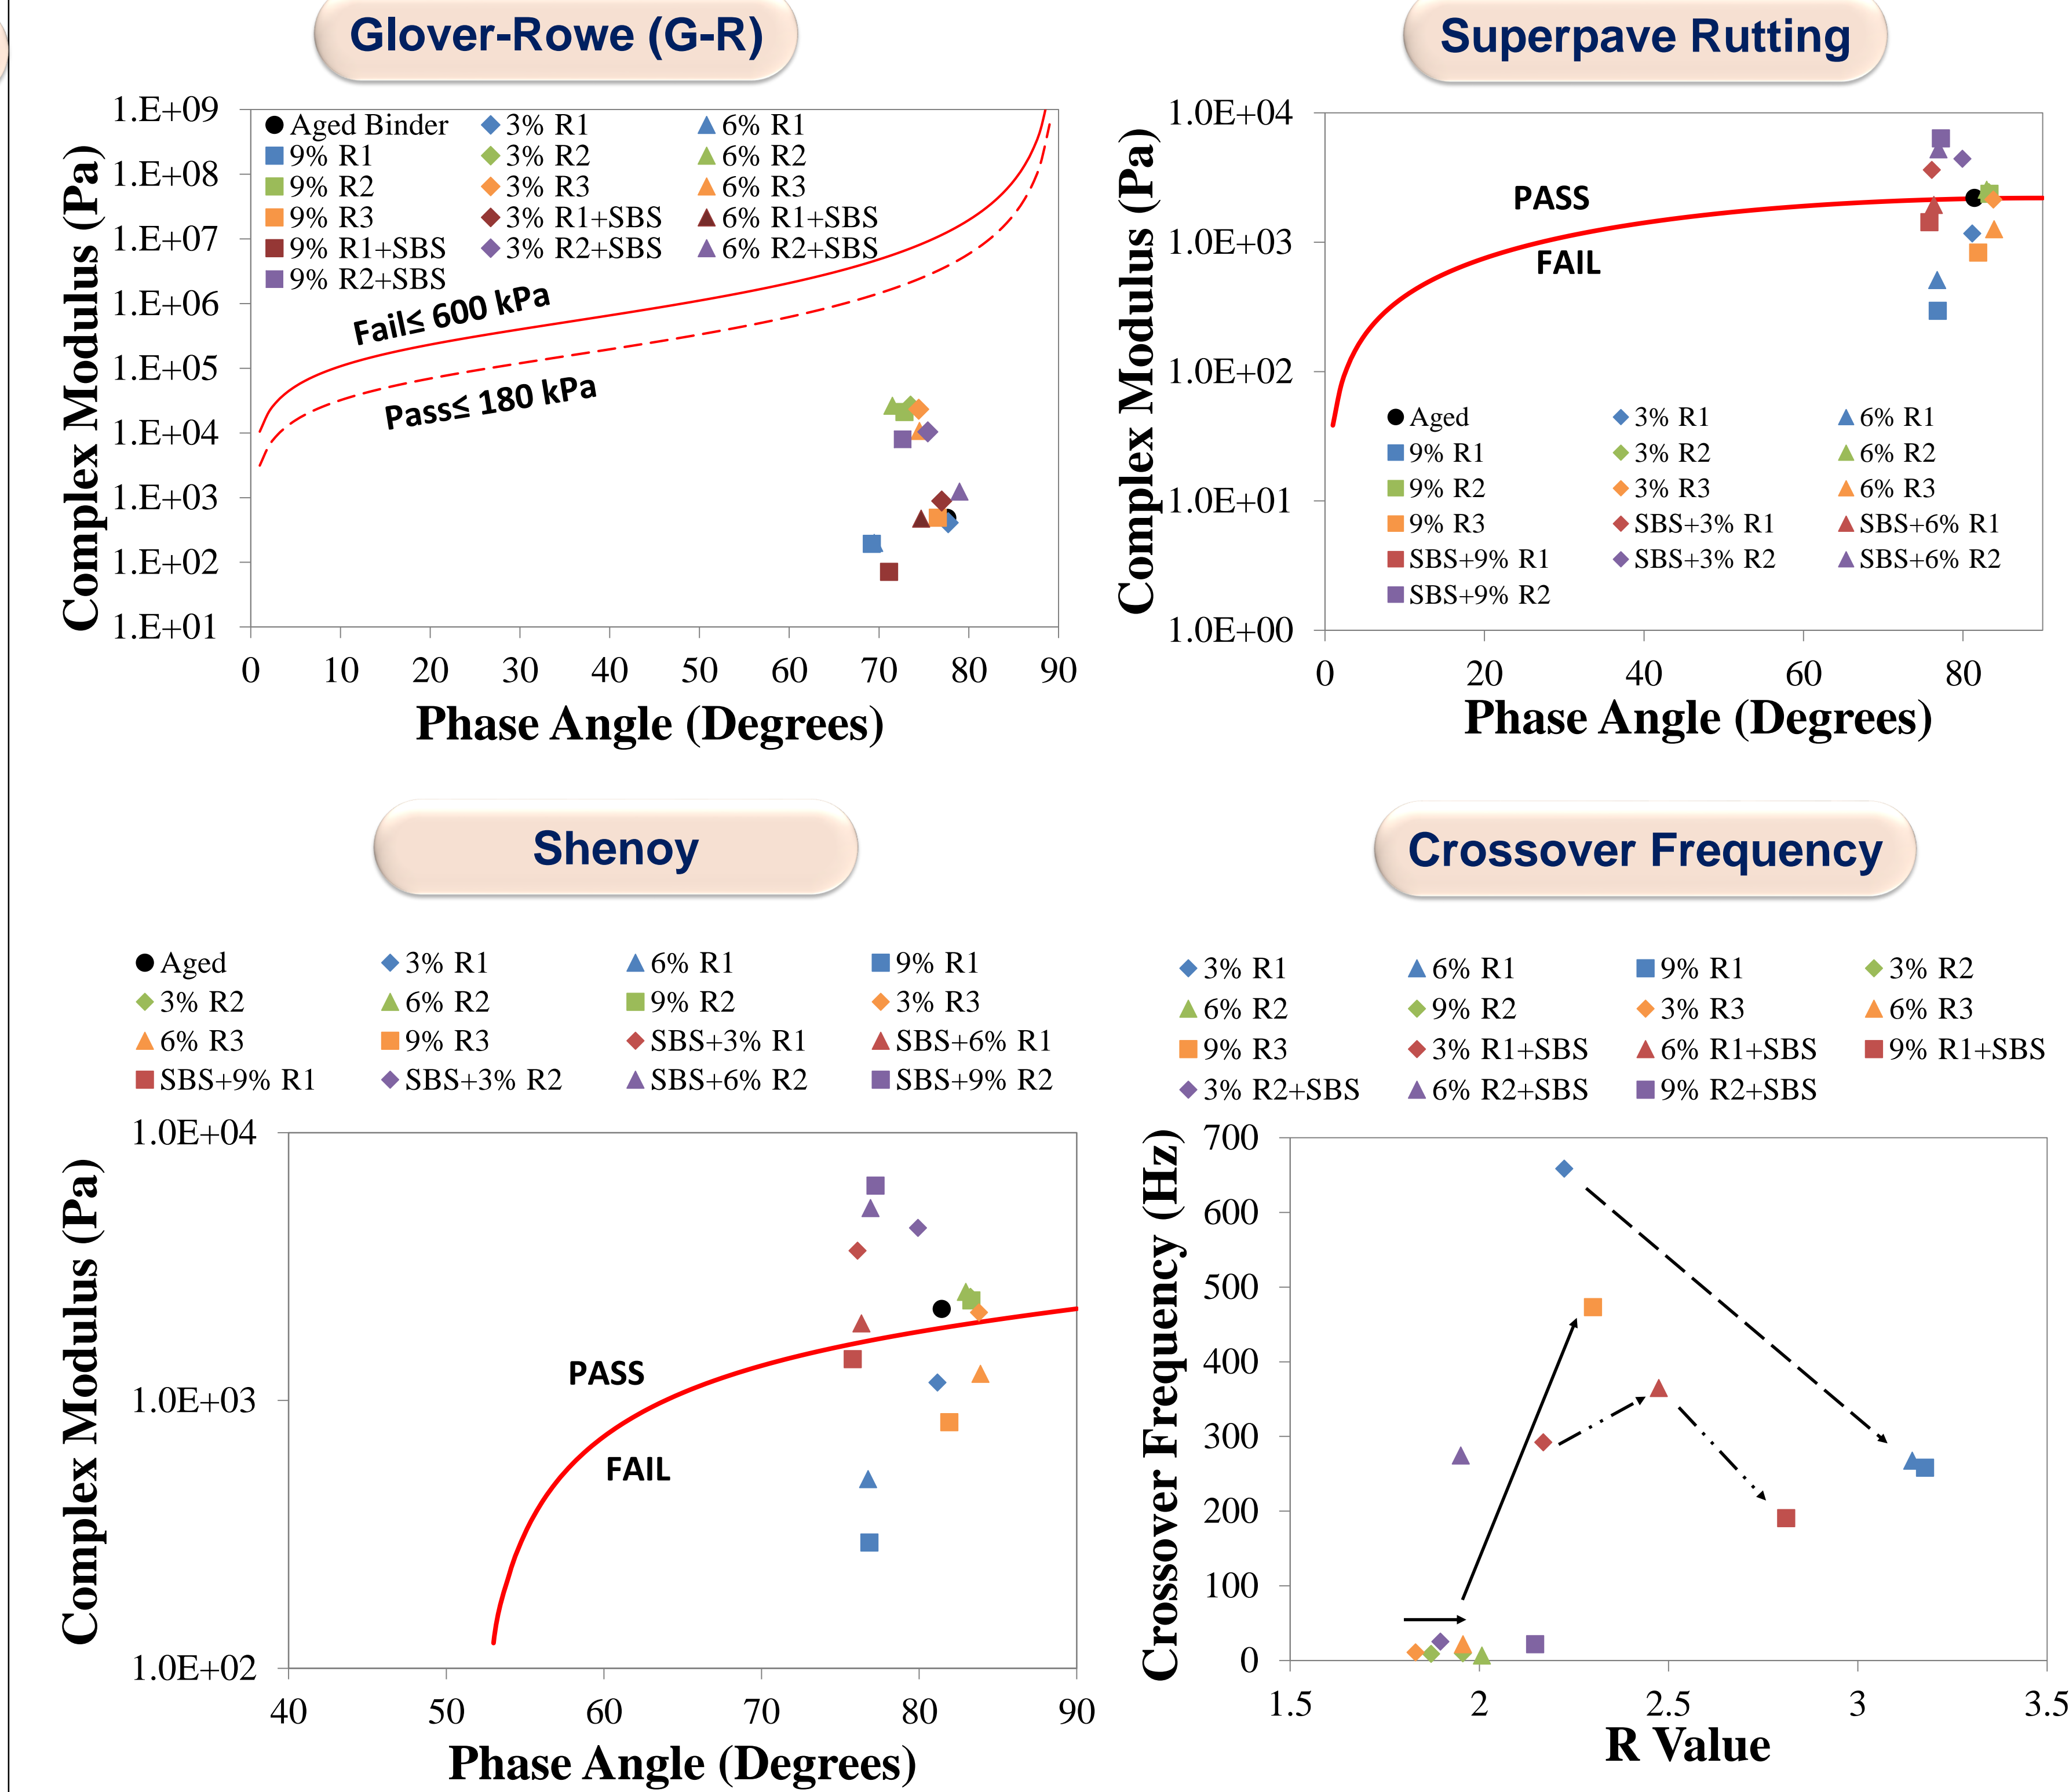 Glover-Rowe (G-R)
Complex Modulus (Pa)
1.E+09
1.E+08
1.E+07
1.E+06
1.E+05
1.E+04
1.E+03
1.E+02
1.E+01
Aged Binder 3% R1 6% R1
9% R1 3% R2 6% R2
9% R2 3% R3 6% R3
9% R3 3% R1+SBS 6% R1+SBS
9% R1+SBS 3% R2+SBS 6% R2+SBS
9% R2+SBS
Fail≤ 600 kPa
Pass≤ 180 kPa
0 10 20 30 40 50 60 70 80 90
Phase Angle (Degrees)
Superpave Rutting
Complex Modulus (Pa)
1.0E+04
1.0E+03
1.0E+02
1.0E+01
1.0E+00
PASS
FAIL
Aged 3% R1 6% R1
9% R1 3% R2 6% R2
9% R2 3% R3 6% R3
9% R3 SBS+3% R1 SBS+6% R1
SBS+9% R1 SBS+3% R2 SBS+6% R2
SBS+9% R2
0 20 40 60 80
Phase Angle (Degrees)
Shenoy
Aged 3% R1 6% R1 9% R1
3% R2 6% R2 9% R2 3% R3
6% R3 9% R3 SBS+3% R1 SBS+6% R1
SBS+9% R1 SBS+3% R2 SBS+6% R2 SBS+9% R2
Complex Modulus (Pa)
1.0E+04
1.0E+03
1.0E+02
PASS
FAIL
40 50 60 70 80 90
Phase Angle (Degrees)
Crossover Frequency
3% R1 6% R1 9% R1 3% R2
6% R2 9% R2 3% R3 6% R3
9% R3 3% R1+SBS 6% R1+SBS 9% R1+SBS
3% R2+SBS 6% R2+SBS 9% R2+SBS
Crossover Frequency (Hz)
700
600
500
400
300
200
100
0
1.5 2 2.5 3 3.5
R Value